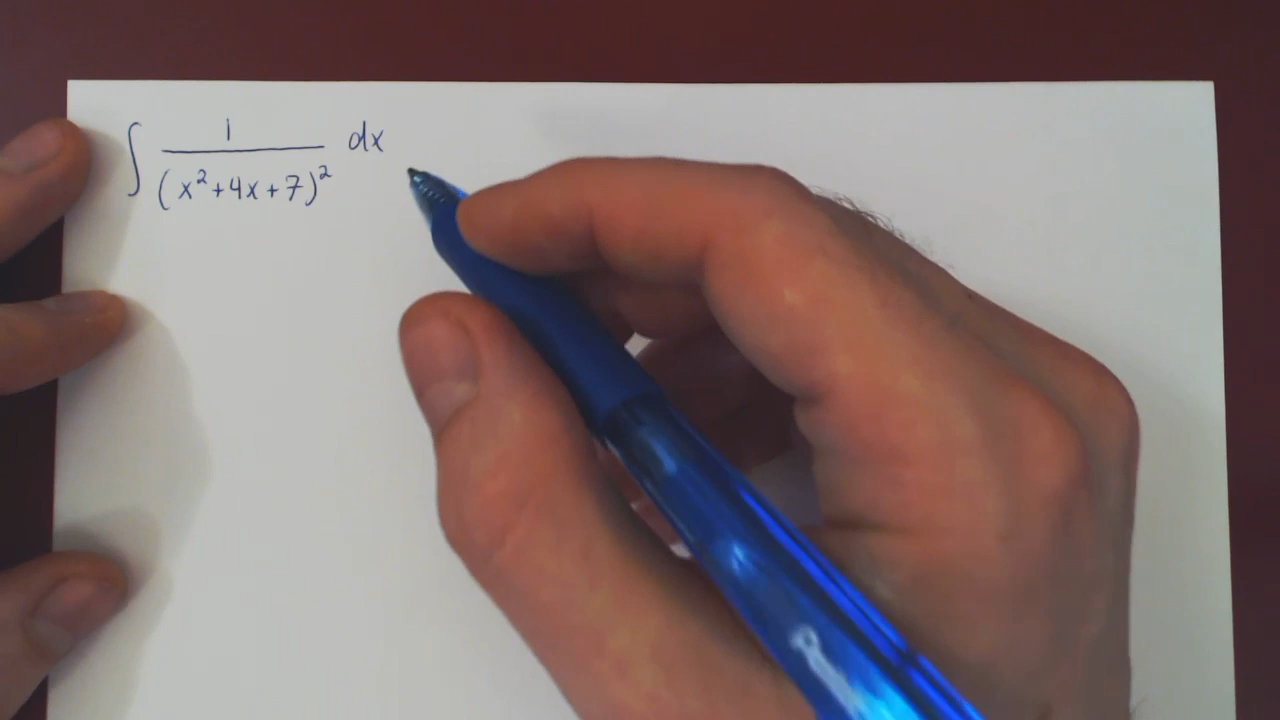 ∫ 1/(x²+4x+7)² dx